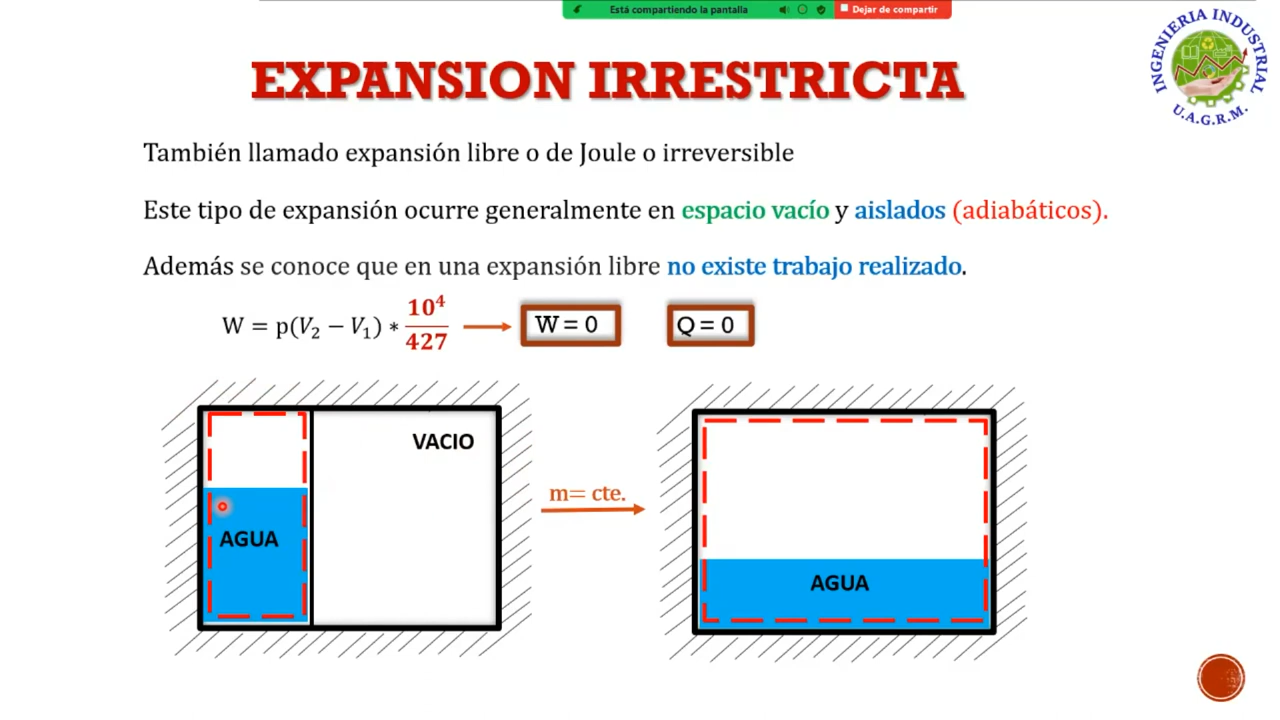 Está compartiendo la pantalla
Dejar de compartir
EXPANSION IRRESTRICTA
INGENIERIA INDUSTRIAL
U.A.G.R.M.
También llamado expansión libre o de Joule o irreversible
Este tipo de expansión ocurre generalmente en espacio vacío y aislados (adiabáticos).
Además se conoce que en una expansión libre no existe trabajo realizado.
W = p(V₂ − V₁) * 10⁴/427
W = 0
Q = 0
VACIO
AGUA
m= cte.
AGUA